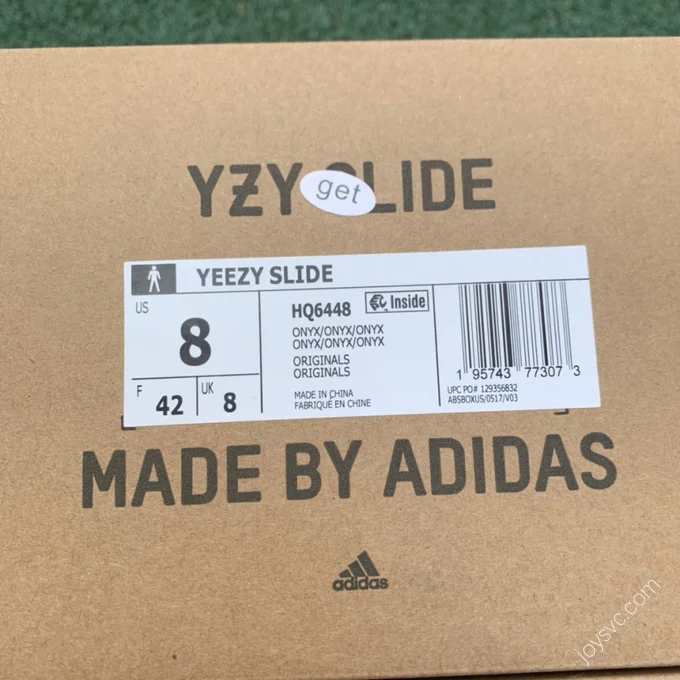 YZY SLIDE
get
YEEZY SLIDE
US
8
F
42
UK
8
HQ6448
Inside
ONYX/ONYX/ONYX
ONYX/ONYX/ONYX
ORIGINALS
ORIGINALS
MADE IN CHINA
FABRIQUÉ EN CHINE
1 95743 77307 3
UPC PO# 129356832
ABSBOXUS/0517/V03
MADE BY ADIDAS
adidas
joysvc.com